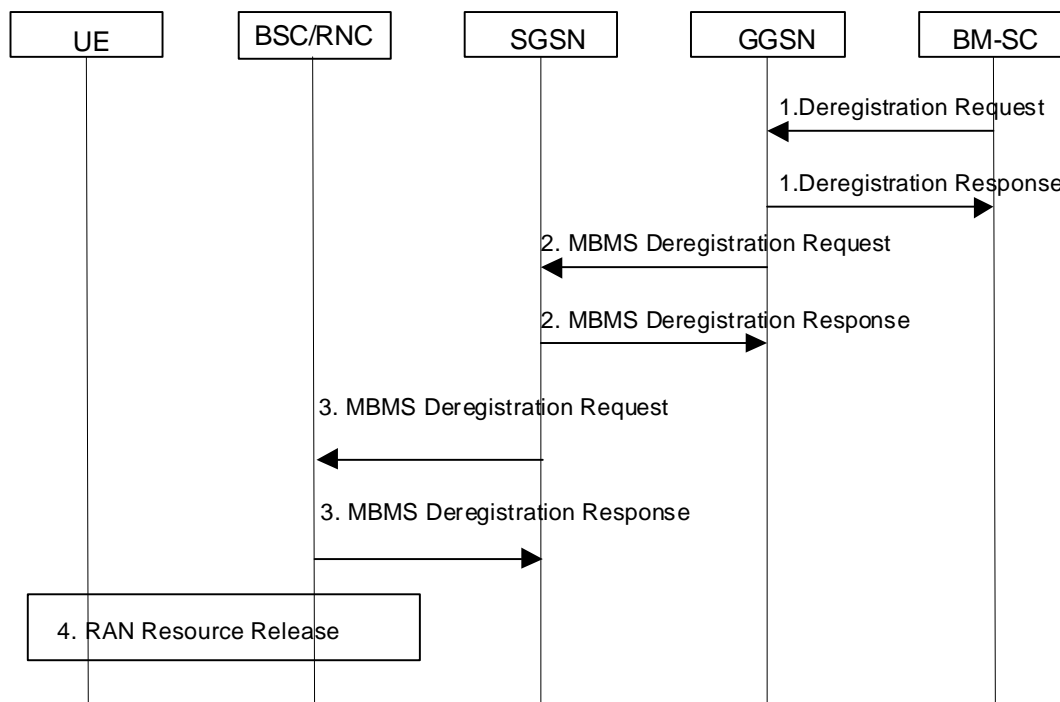 UE
BSC/RNC
SGSN
GGSN
BM-SC
1.Deregistration Request
1.Deregistration Response
2. MBMS Deregistration Request
2. MBMS Deregistration Response
3. MBMS Deregistration Request
3. MBMS Deregistration Response
4. RAN Resource Release